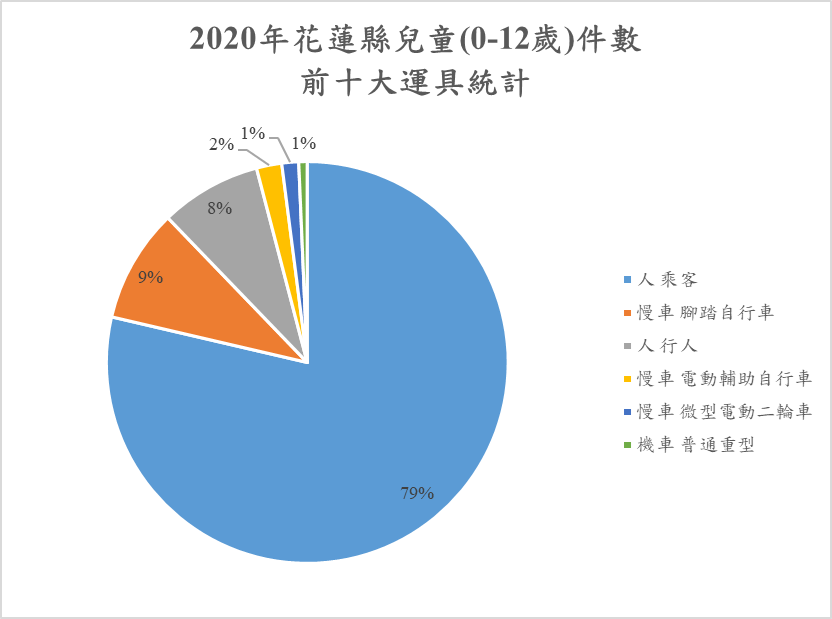 2020年花蓮縣兒童(0-12歲)件數
前十大運具統計
1%
1%
2%
8%
9%
79%
人 乘客
慢車 腳踏自行車
人 行人
慢車 電動輔助自行車
慢車 微型電動二輪車
機車 普通重型